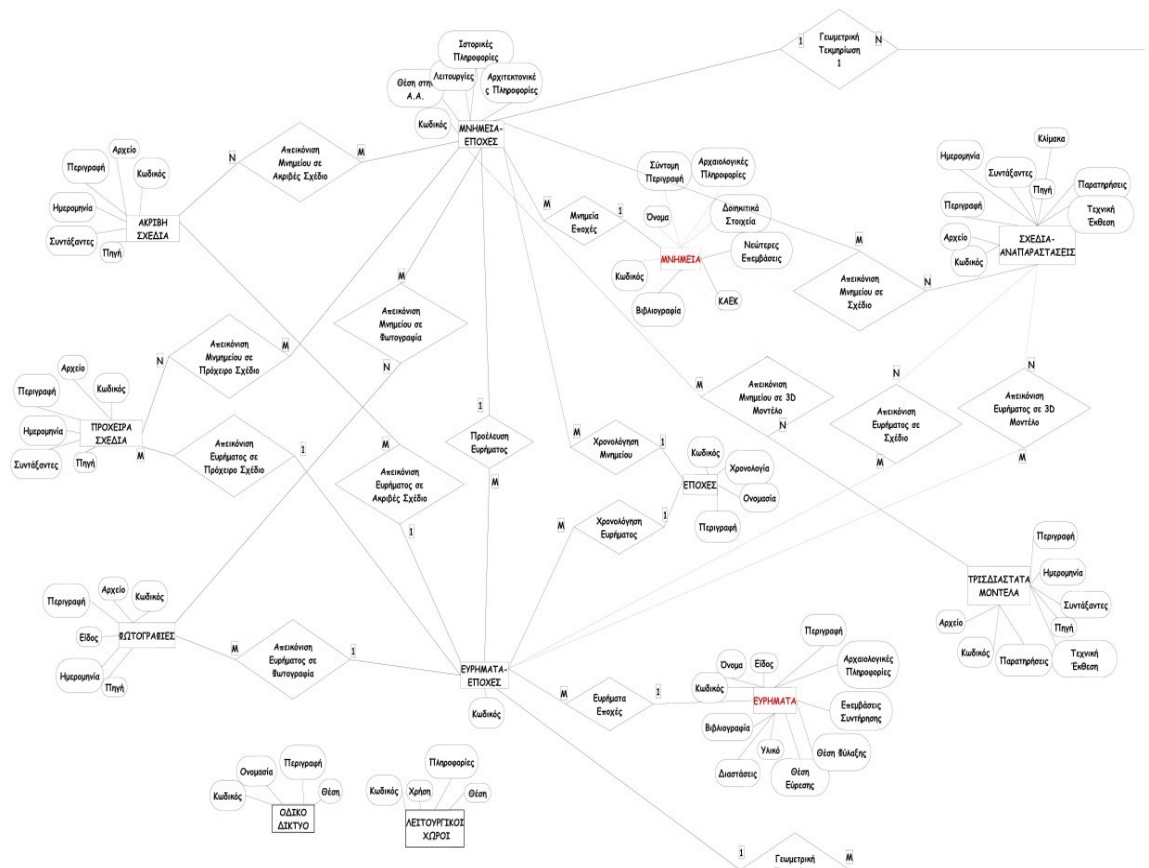 1
Γεωμετρική
Τεκμηρίωση
1
N
Ιστορικές
Πληροφορίες
Λειτουργίες
Θέση στην
Α.Α.
Αρχιτεκτονικέ
ς Πληροφορίες
Κωδικός
ΜΝΗΜΕΙΑ-
ΕΠΟΧΕΣ
N
Απεικόνιση
Μνημείου σε
Ακριβές Σχέδιο
M
Αρχείο
Περιγραφή
Κωδικός
Ημερομηνία
Συντάξαντες
Πηγή
ΑΚΡΙΒΗ
ΣΧΕΔΙΑ
M
Μνημεία
Εποχές
1
Σύντομη
Περιγραφή
Αρχαιολογικές
Πληροφορίες
Όνομα
Διοικιτικά
Στοιχεία
Νεώτερες
Επεμβάσεις
ΜΝΗΜΕΙΑ
Κωδικός
Βιβλιογραφία
ΚΑΕΚ
Κλίμακα
Ημερομηνία
Συντάξαντες
Πηγή
Παρατηρήσεις
Περιγραφή
Τεχνική
Έκθεση
Αρχείο
Κωδικός
ΣΧΕΔΙΑ-
ΑΝΑΠΑΡΑΣΤΑΣΕΙΣ
M
Απεικόνιση
Μνημείου σε
Σχέδιο
N
M
Απεικόνιση
Μνημείου σε
Φωτογραφία
N
N
Απεικόνιση
Μνμημείου σε
Πρόχειρο Σχέδιο
M
Αρχείο
Περιγραφή
Κωδικός
Ημερομηνία
Συντάξαντες
Πηγή
ΠΡΟΧΕΙΡΑ
ΣΧΕΔΙΑ
M
Απεικόνιση
Ευρήματος σε
Πρόχειρο Σχέδιο
1
M
Απεικόνιση
Ευρήματος σε
Ακριβές Σχέδιο
1
1
Προέλευση
Ευρήματος
M
M
Χρονολόγηση
Μνημείου
1
M
Χρονολόγηση
Ευρήματος
1
Κωδικός
Χρονολογία
Ονομασία
Περιγραφή
ΕΠΟΧΕΣ
M
Απεικόνιση
Μνημείου σε 3D
Μοντέλο
N
N
Απεικόνιση
Ευρήματος σε
Σχέδιο
M
N
Απεικόνιση
Ευρήματος σε 3D
Μοντέλο
M
Περιγραφή
Ημερομηνία
Συντάξαντες
Πηγή
Τεχνική
Έκθεση
Παρατηρήσεις
Κωδικός
Αρχείο
ΤΡΙΣΔΙΑΣΤΑΤΑ
ΜΟΝΤΕΛΑ
Αρχείο
Περιγραφή
Κωδικός
Είδος
Ημερομηνία
Πηγή
ΦΩΤΟΓΡΑΦΙΕΣ
M
Απεικόνιση
Ευρήματος σε
Φωτογραφία
1
ΕΥΡΗΜΑΤΑ-
ΕΠΟΧΕΣ
Κωδικός
M
Ευρήματα
Εποχές
1
Περιγραφή
Όνομα
Είδος
Αρχαιολογικές
Πληροφορίες
Κωδικός
ΕΥΡΗΜΑΤΑ
Επεμβάσεις
Συντήρησης
Βιβλιογραφία
Υλικό
Θέση Φύλαξης
Διαστάσεις
Θέση
Εύρεσης
Περιγραφή
Ονομασία
Κωδικός
Θέση
ΟΔΙΚΟ
ΔΙΚΤΥΟ
Πληροφορίες
Κωδικός
Χρήση
Θέση
ΛΕΙΤΟΥΡΓΙΚΟΙ
ΧΩΡΟΙ
1
Γεωμετρική
M